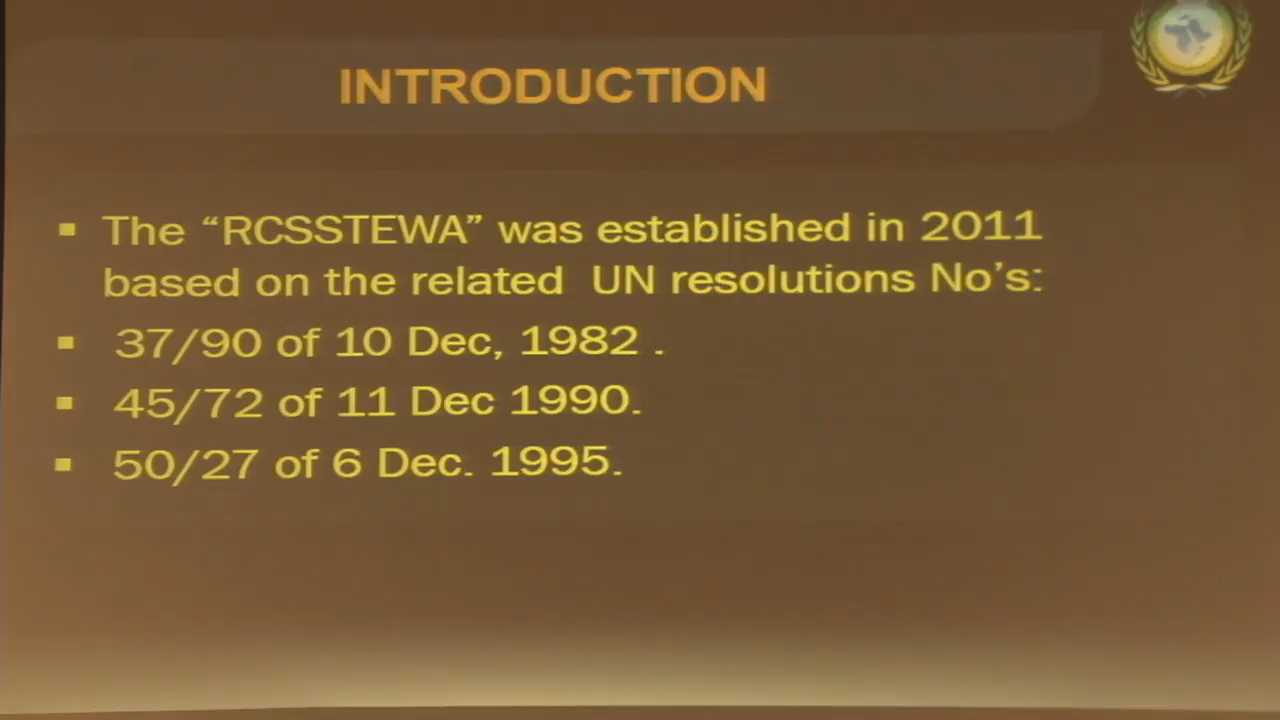 INTRODUCTION
▪ The “RCSSTEWA” was established in 2011
based on the related UN resolutions No’s:
▪ 37/90 of 10 Dec, 1982 .
▪ 45/72 of 11 Dec 1990.
▪ 50/27 of 6 Dec. 1995.